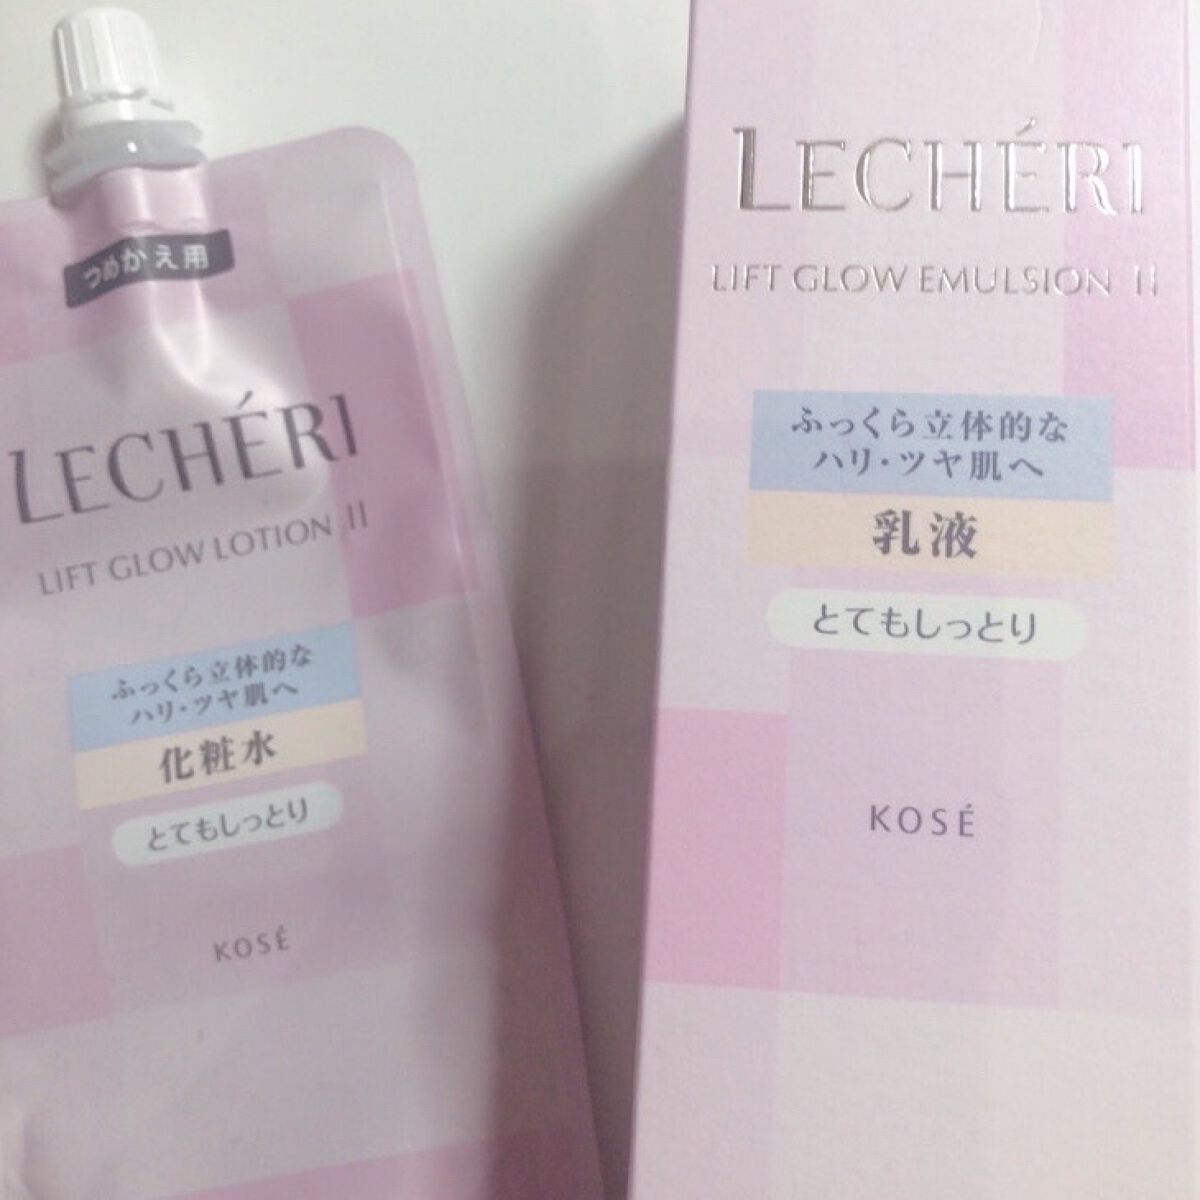 つめかえ用
LECHÉRI
LIFT GLOW LOTION II
ふっくら立体的な
ハリ・ツヤ肌へ
化粧水
とてもしっとり
KOSÉ
LECHÉRI
LIFT GLOW EMULSION II
ふっくら立体的な
ハリ・ツヤ肌へ
乳液
とてもしっとり
KOSÉ